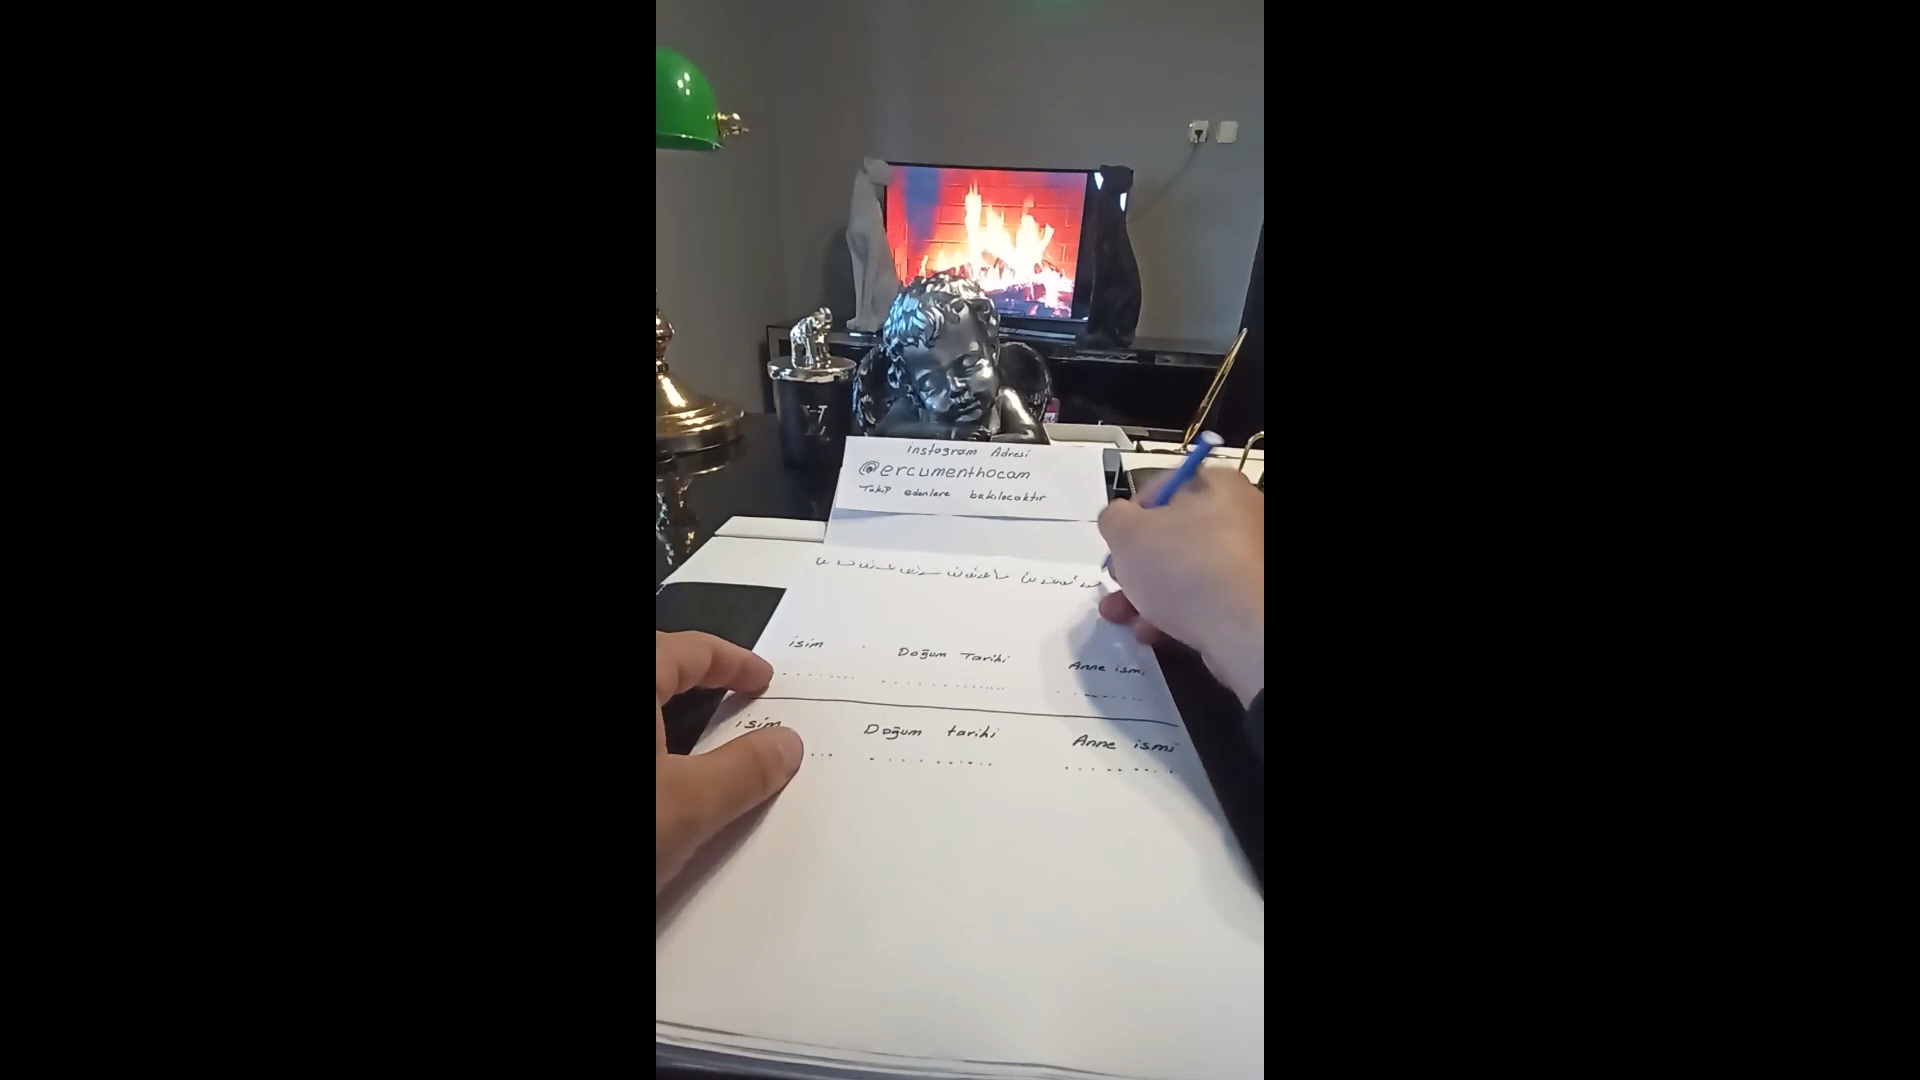 instagram Adresi
@ercumenthocam
Takip edenlere bakılacaktır
isim Doğum Tarihi Anne ismi
isim Doğum tarihi Anne ismi